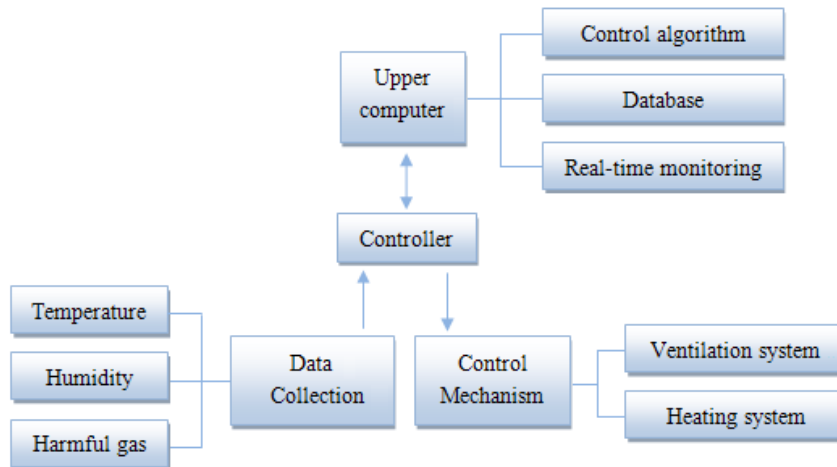 Control algorithm
Upper
computer
Database
Real-time monitoring
Controller
Temperature
Humidity
Harmful gas
Data
Collection
Control
Mechanism
Ventilation system
Heating system